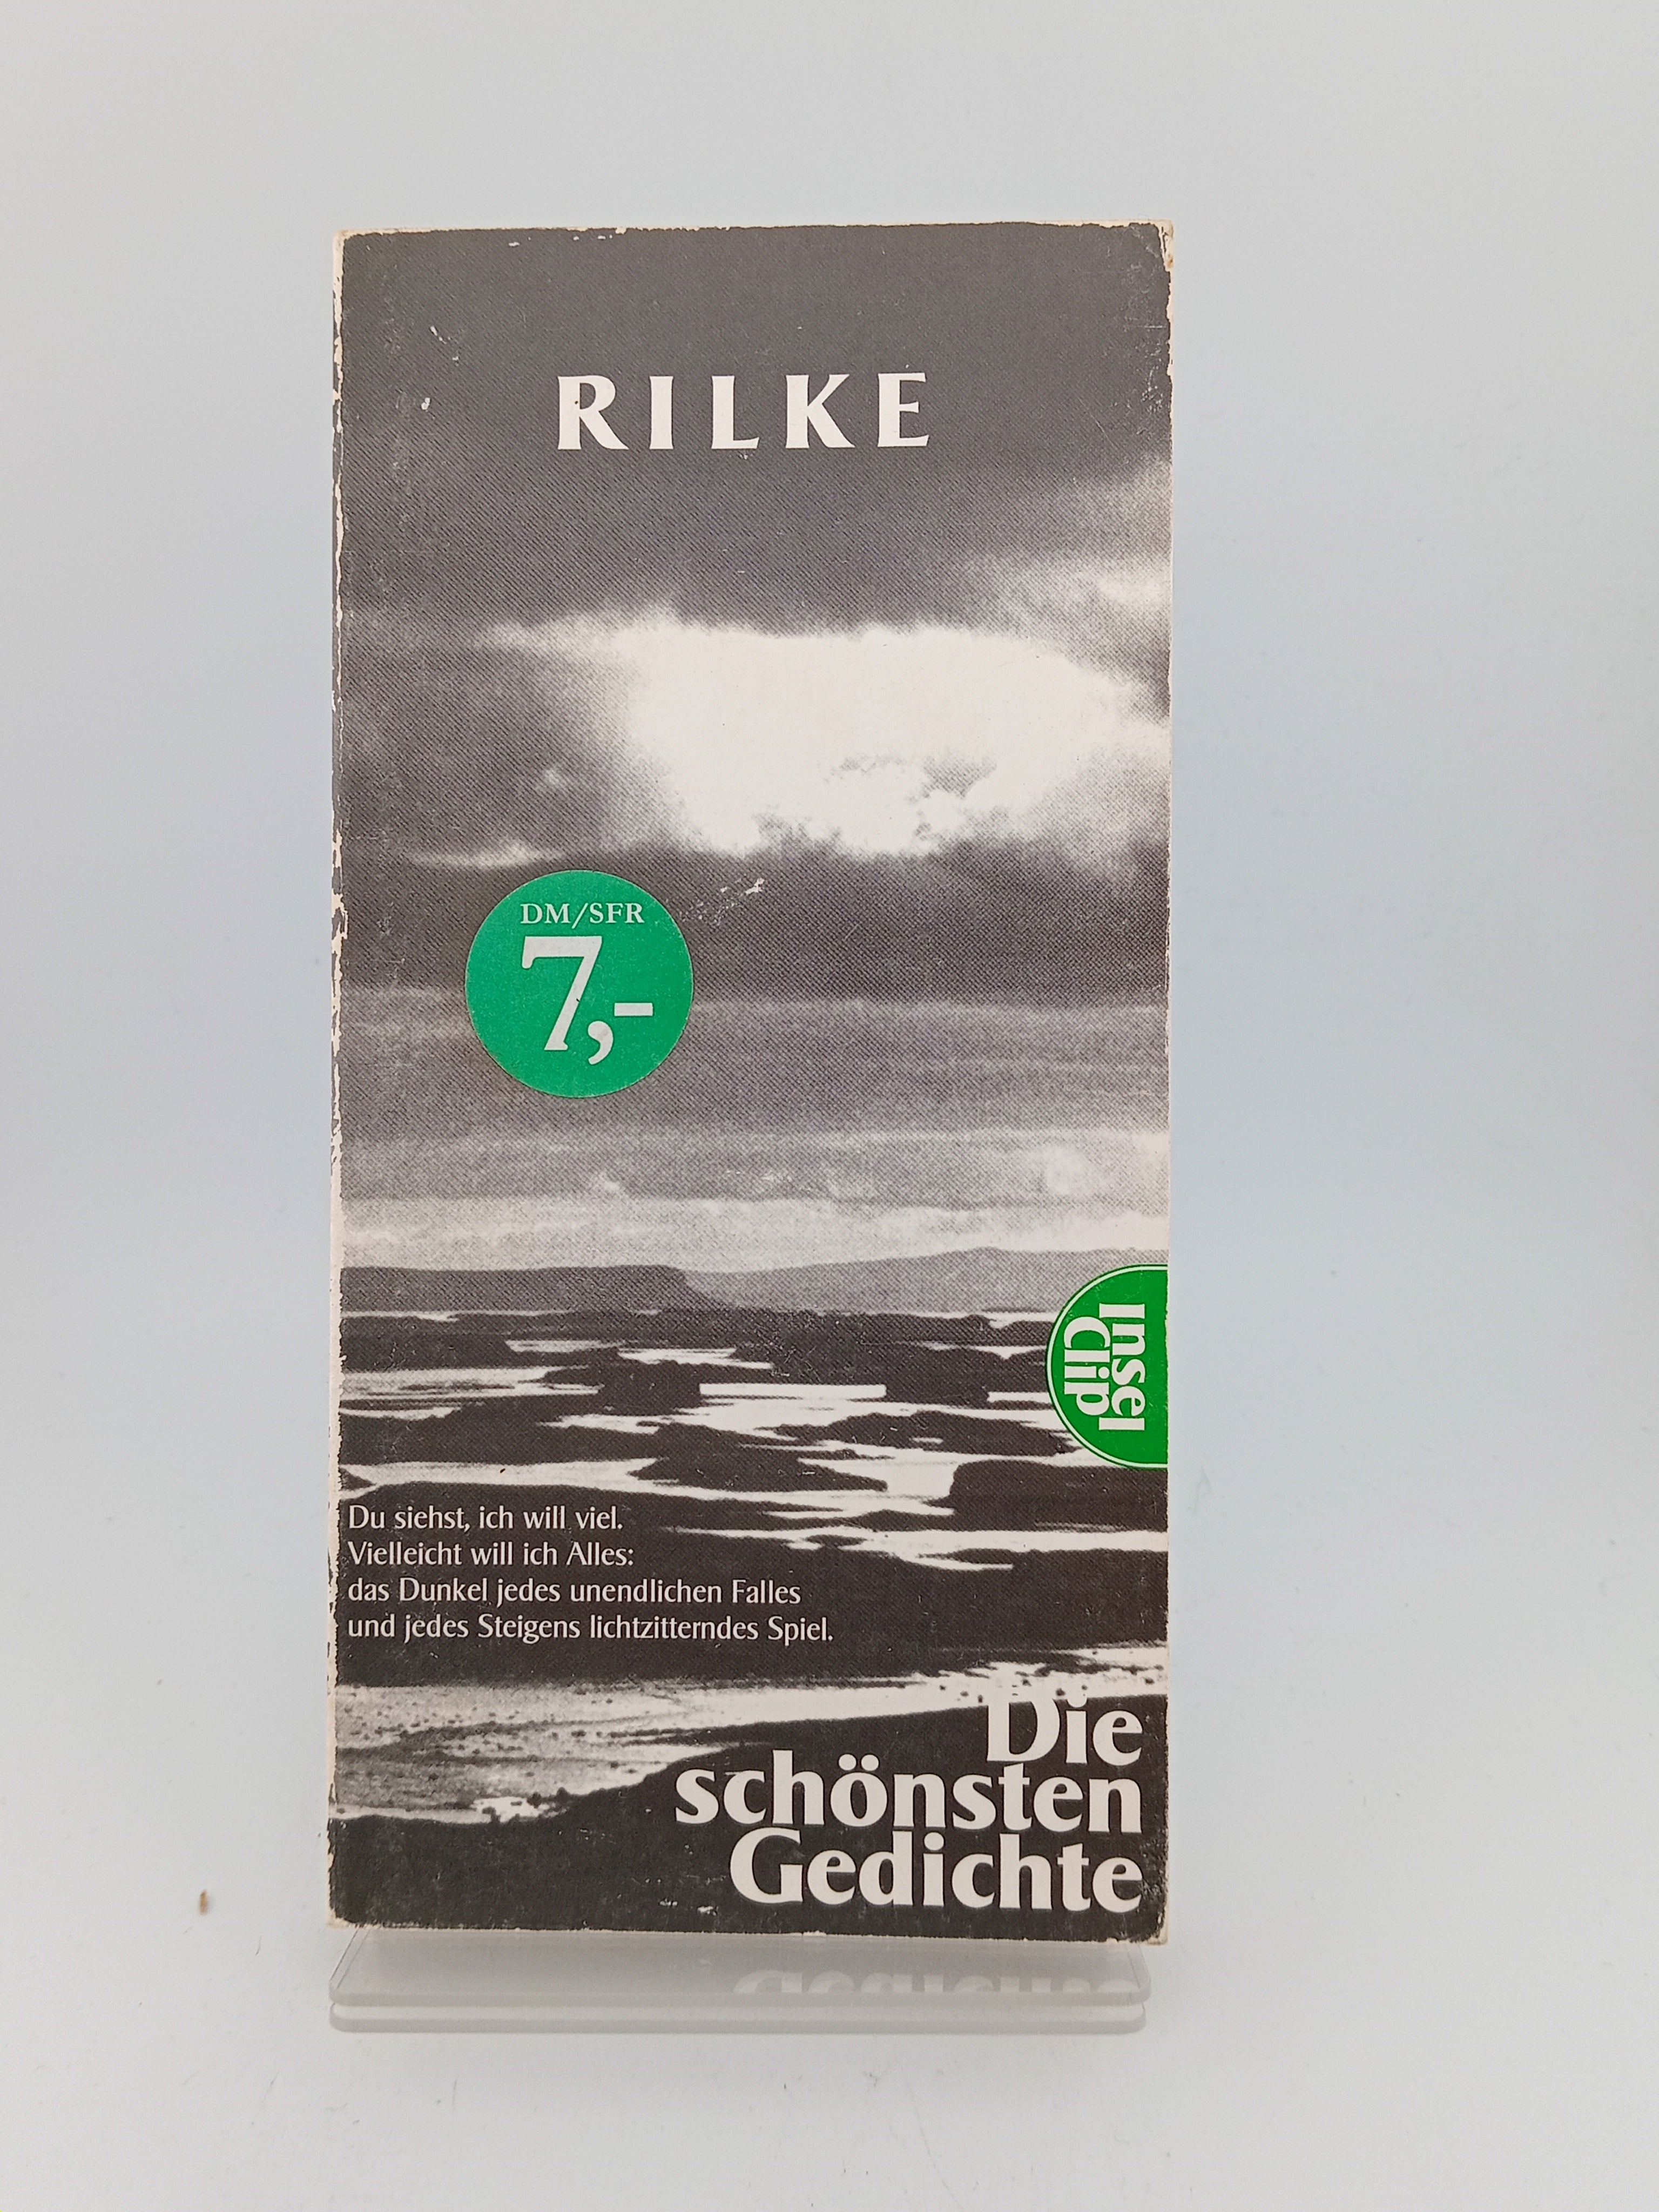 RILKE
DM/SFR
7,-
Insel
Clip
Du siehst, ich will viel.
Vielleicht will ich Alles:
das Dunkel jedes unendlichen Falles
und jedes Steigens lichtzitterndes Spiel.
Die
schönsten
Gedichte